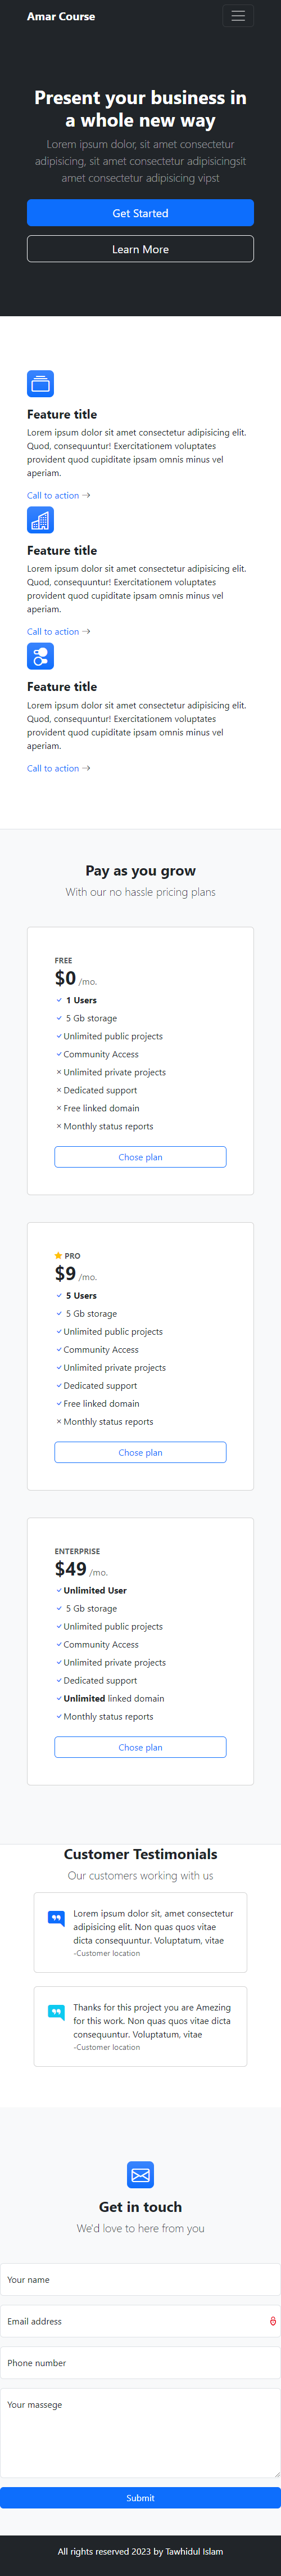 Amar Course
Present your business in
a whole new way
Lorem ipsum dolor, sit amet consectetur
adipisicing, sit amet consectetur adipisicingsit
amet consectetur adipisicing vipst
Get Started
Learn More
Feature title
Lorem ipsum dolor sit amet consectetur adipisicing elit.
Quod, consequuntur! Exercitationem voluptates
provident quod cupiditate ipsam omnis minus vel
aperiam.
Call to action →
Feature title
Lorem ipsum dolor sit amet consectetur adipisicing elit.
Quod, consequuntur! Exercitationem voluptates
provident quod cupiditate ipsam omnis minus vel
aperiam.
Call to action →
Feature title
Lorem ipsum dolor sit amet consectetur adipisicing elit.
Quod, consequuntur! Exercitationem voluptates
provident quod cupiditate ipsam omnis minus vel
aperiam.
Call to action →
Pay as you grow
With our no hassle pricing plans
FREE
$0 /mo.
1 Users
5 Gb storage
Unlimited public projects
Community Access
Unlimited private projects
Dedicated support
Free linked domain
Monthly status reports
Chose plan
PRO
$9 /mo.
5 Users
5 Gb storage
Unlimited public projects
Community Access
Unlimited private projects
Dedicated support
Free linked domain
Monthly status reports
Chose plan
ENTERPRISE
$49 /mo.
Unlimited User
5 Gb storage
Unlimited public projects
Community Access
Unlimited private projects
Dedicated support
Unlimited linked domain
Monthly status reports
Chose plan
Customer Testimonials
Our customers working with us
Lorem ipsum dolor sit, amet consectetur
adipisicing elit. Non quas quos vitae
dicta consequuntur. Voluptatum, vitae
-Customer location
Thanks for this project you are Amezing
for this work. Non quas quos vitae dicta
consequuntur. Voluptatum, vitae
-Customer location
Get in touch
We'd love to here from you
Your name
Email address
Phone number
Your massege
Submit
All rights reserved 2023 by Tawhidul Islam